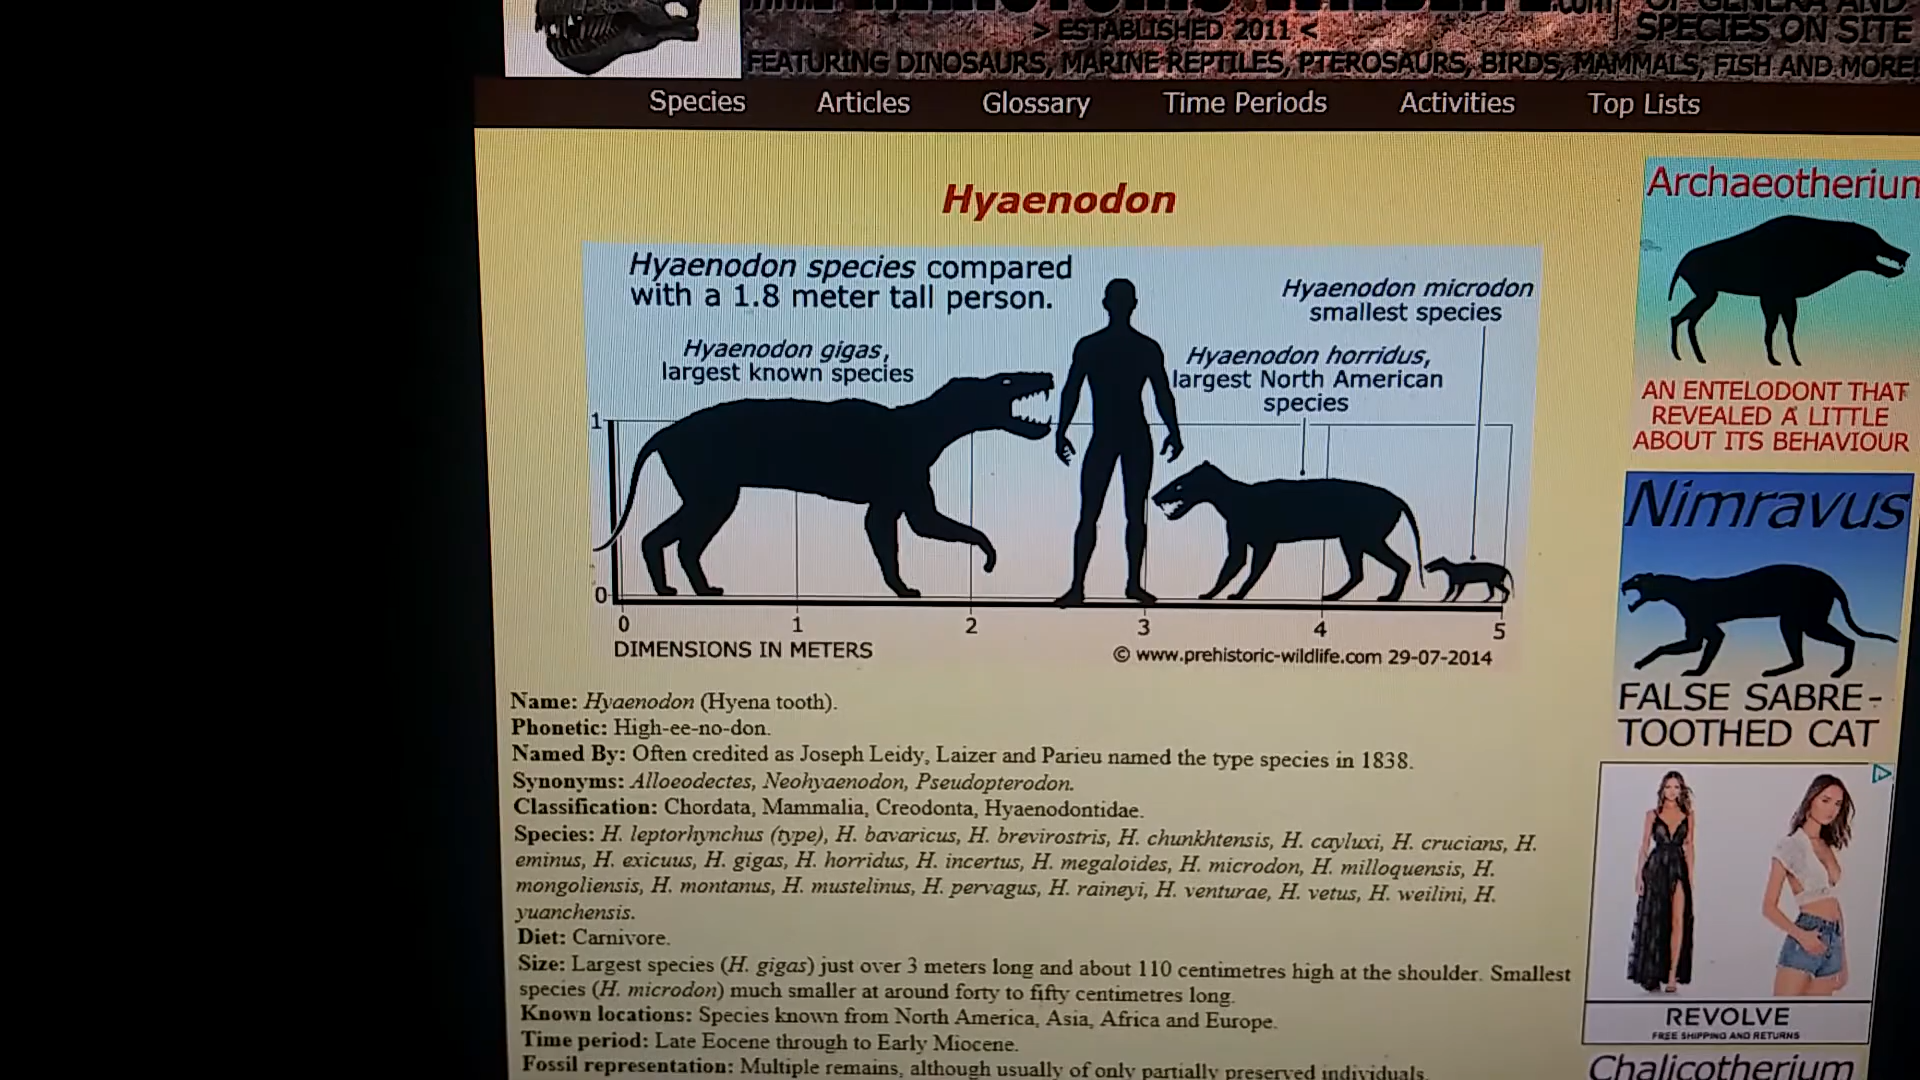 > ESTABLISHED 2011 <
SPECIES ON SITE
FEATURING DINOSAURS, MARINE REPTILES, PTEROSAURS, BIRDS, MAMMALS, FISH AND MORE!
Species Articles Glossary Time Periods Activities Top Lists
Hyaenodon
Hyaenodon species compared
with a 1.8 meter tall person.
Hyaenodon gigas,
largest known species
Hyaenodon microdon
smallest species
Hyaenodon horridus,
largest North American
species
1
0
0 1 2 3 4 5
DIMENSIONS IN METERS
© www.prehistoric-wildlife.com 29-07-2014
Name: Hyaenodon (Hyena tooth).
Phonetic: High-ee-no-don.
Named By: Often credited as Joseph Leidy, Laizer and Parieu named the type species in 1838.
Synonyms: Alloeodectes, Neohyaenodon, Pseudopterodon.
Classification: Chordata, Mammalia, Creodonta, Hyaenodontidae.
Species: H. leptorhynchus (type), H. bavaricus, H. brevirostris, H. chunkhtensis, H. cayluxi, H. crucians, H.
eminus, H. exicuus, H. gigas, H. horridus, H. incertus, H. megaloides, H. microdon, H. milloquensis, H.
mongoliensis, H. montanus, H. mustelinus, H. pervagus, H. raineyi, H. venturae, H. vetus, H. weilini, H.
yuanchensis.
Diet: Carnivore.
Size: Largest species (H. gigas) just over 3 meters long and about 110 centimetres high at the shoulder. Smallest
species (H. microdon) much smaller at around forty to fifty centimetres long.
Known locations: Species known from North America, Asia, Africa and Europe.
Time period: Late Eocene through to Early Miocene.
Fossil representation: Multiple remains, although usually of only partially preserved individuals.
Archaeotherium
AN ENTELODONT THAT
REVEALED A LITTLE
ABOUT ITS BEHAVIOUR
Nimravus
FALSE SABRE-
TOOTHED CAT
REVOLVE
FREE SHIPPING AND RETURNS
Chalicotherium